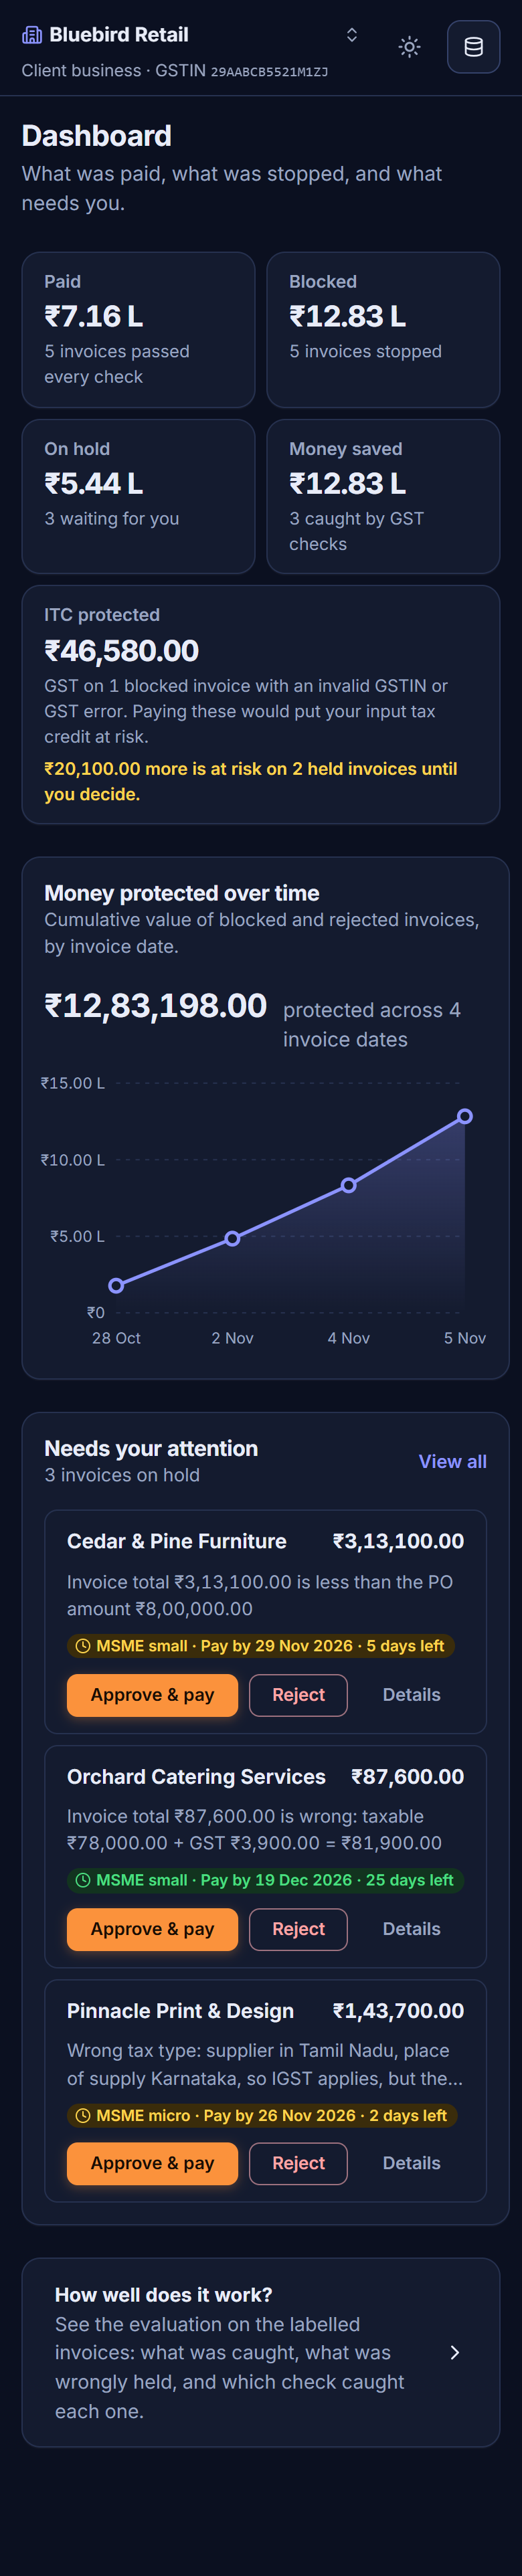 Bluebird Retail
Client business · GSTIN 29AABCB5521M1ZJ
Dashboard
What was paid, what was stopped, and what
needs you.
Paid
₹7.16 L
5 invoices passed
every check
Blocked
₹12.83 L
5 invoices stopped
On hold
₹5.44 L
3 waiting for you
Money saved
₹12.83 L
3 caught by GST
checks
ITC protected
₹46,580.00
GST on 1 blocked invoice with an invalid GSTIN or
GST error. Paying these would put your input tax
credit at risk.
₹20,100.00 more is at risk on 2 held invoices until
you decide.
Money protected over time
Cumulative value of blocked and rejected invoices,
by invoice date.
₹12,83,198.00 protected across 4
invoice dates
₹15.00 L
₹10.00 L
₹5.00 L
₹0
28 Oct 2 Nov 4 Nov 5 Nov
Needs your attention
3 invoices on hold
View all
Cedar & Pine Furniture ₹3,13,100.00
Invoice total ₹3,13,100.00 is less than the PO
amount ₹8,00,000.00
MSME small · Pay by 29 Nov 2026 · 5 days left
Approve & pay Reject Details
Orchard Catering Services ₹87,600.00
Invoice total ₹87,600.00 is wrong: taxable
₹78,000.00 + GST ₹3,900.00 = ₹81,900.00
MSME small · Pay by 19 Dec 2026 · 25 days left
Approve & pay Reject Details
Pinnacle Print & Design ₹1,43,700.00
Wrong tax type: supplier in Tamil Nadu, place
of supply Karnataka, so IGST applies, but the...
MSME micro · Pay by 26 Nov 2026 · 2 days left
Approve & pay Reject Details
How well does it work?
See the evaluation on the labelled
invoices: what was caught, what was
wrongly held, and which check caught
each one.